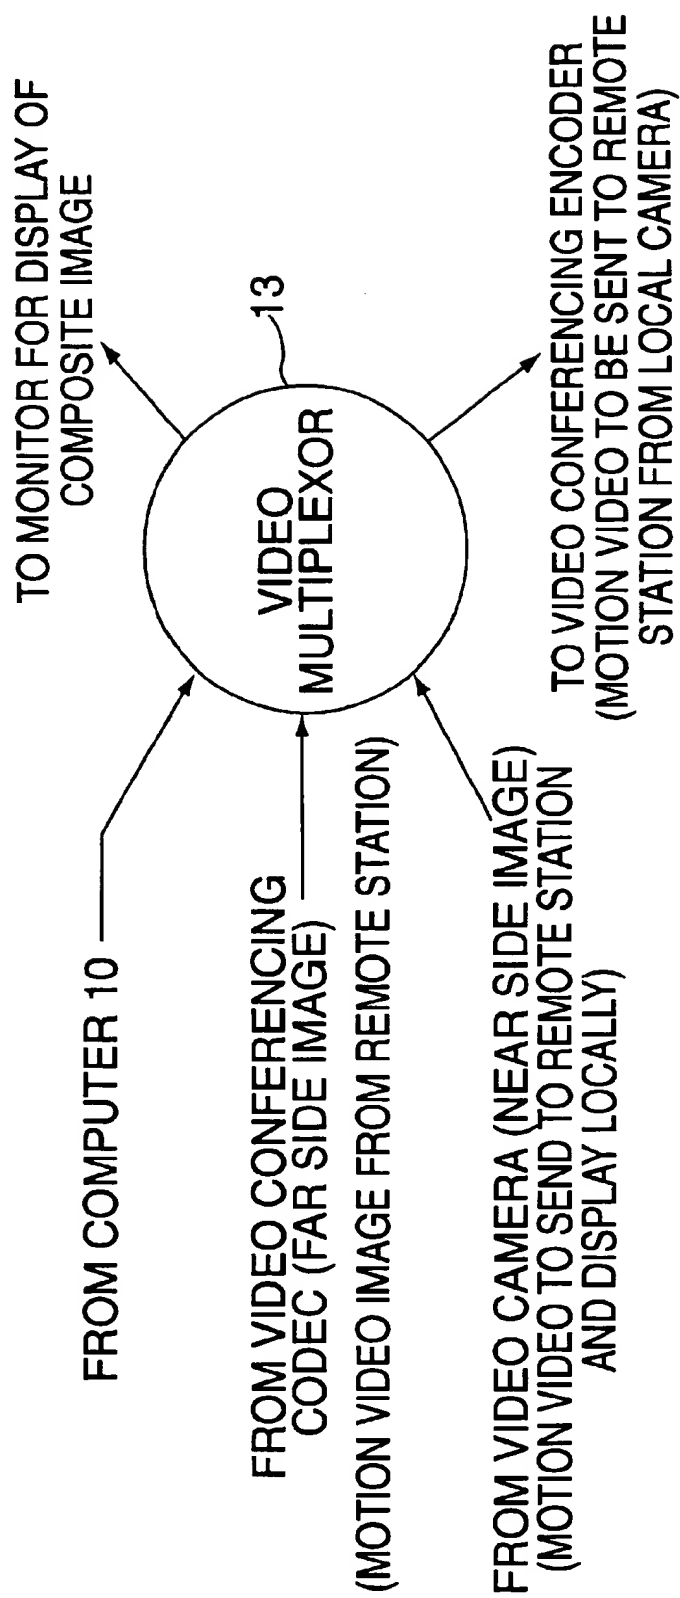 FROM COMPUTER 10
FROM VIDEO CONFERENCING
CODEC (FAR SIDE IMAGE)
(MOTION VIDEO IMAGE FROM REMOTE STATION)
FROM VIDEO CAMERA (NEAR SIDE IMAGE)
(MOTION VIDEO TO SEND TO REMOTE STATION
AND DISPLAY LOCALLY)
VIDEO
MULTIPLEXOR
13
TO MONITOR FOR DISPLAY OF
COMPOSITE IMAGE
TO VIDEO CONFERENCING ENCODER
(MOTION VIDEO TO BE SENT TO REMOTE
STATION FROM LOCAL CAMERA)